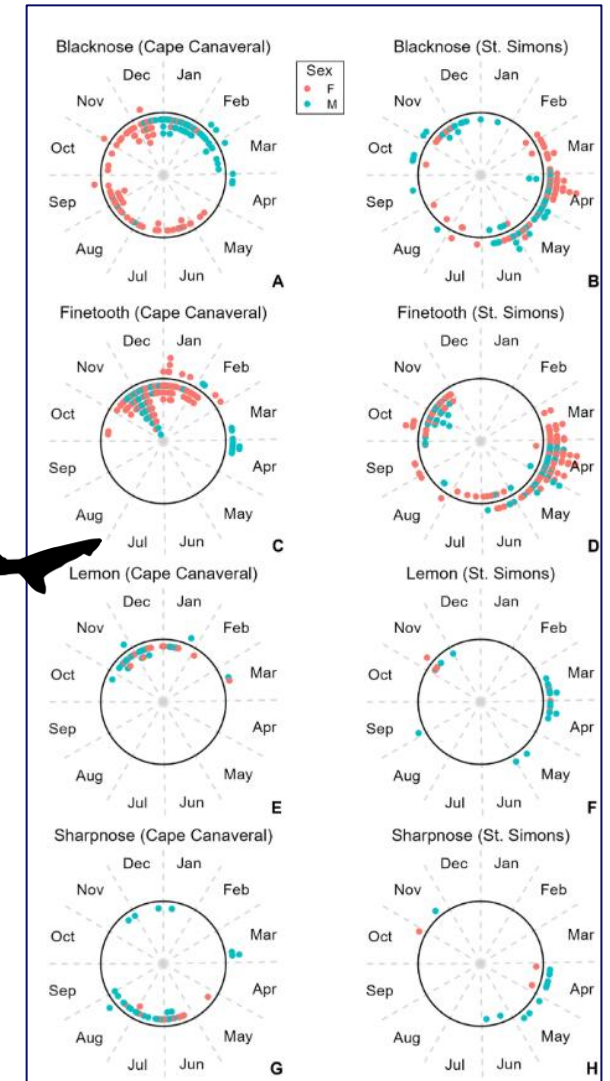 Blacknose (Cape Canaveral)
Dec Jan
Nov Feb
Oct Mar
Sep Apr
Aug May
Jul Jun
A
Sex
F
M
Blacknose (St. Simons)
Dec Jan
Nov Feb
Oct Mar
Sep Apr
Aug May
Jul Jun
B
Finetooth (Cape Canaveral)
Dec Jan
Nov Feb
Oct Mar
Sep Apr
Aug May
Jul Jun
C
Finetooth (St. Simons)
Dec Jan
Nov Feb
Oct Mar
Sep Apr
Aug May
Jul Jun
D
Lemon (Cape Canaveral)
Dec Jan
Nov Feb
Oct Mar
Sep Apr
Aug May
Jul Jun
E
Lemon (St. Simons)
Dec Jan
Nov Feb
Oct Mar
Sep Apr
Aug May
Jul Jun
F
Sharpnose (Cape Canaveral)
Dec Jan
Nov Feb
Oct Mar
Sep Apr
Aug May
Jul Jun
G
Sharpnose (St. Simons)
Dec Jan
Nov Feb
Oct Mar
Sep Apr
Aug May
Jul Jun
H